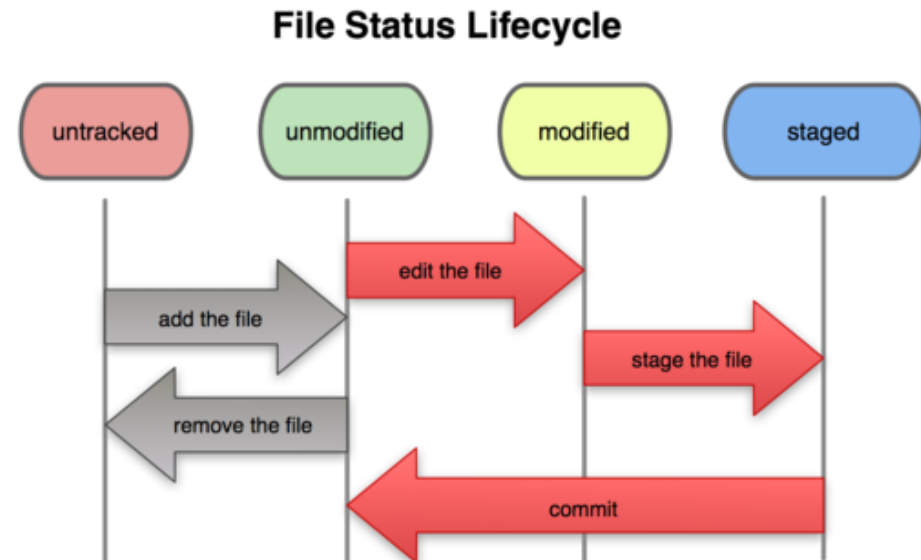 File Status Lifecycle
untracked
unmodified
modified
staged
edit the file
add the file
stage the file
remove the file
commit